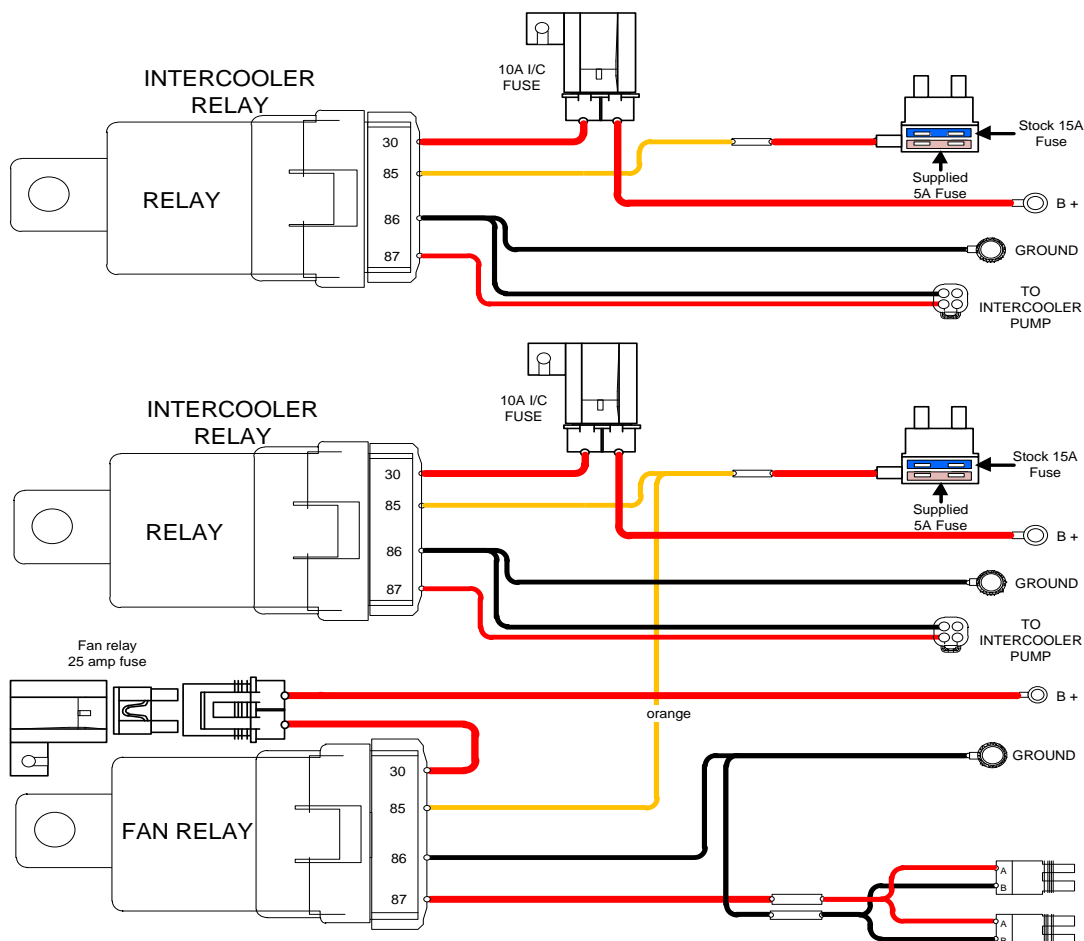 INTERCOOLER
RELAY
10A I/C
FUSE
RELAY
30
85
86
87
Stock 15A
Fuse
Supplied
5A Fuse
B +
GROUND
TO
INTERCOOLER
PUMP
INTERCOOLER
RELAY
10A I/C
FUSE
RELAY
30
85
86
87
Stock 15A
Fuse
Supplied
5A Fuse
B +
GROUND
TO
INTERCOOLER
PUMP
Fan relay
25 amp fuse
B +
orange
FAN RELAY
30
85
86
87
GROUND
A
B
A
B